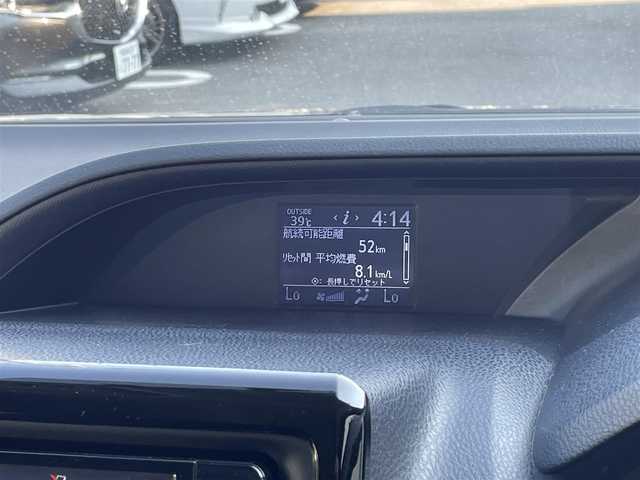 OUTSIDE
39℃ ‹ i › 4:14
航続可能距離
52km
リセット間 平均燃費
8.1km/L
: 長押しでリセット
Lo Lo